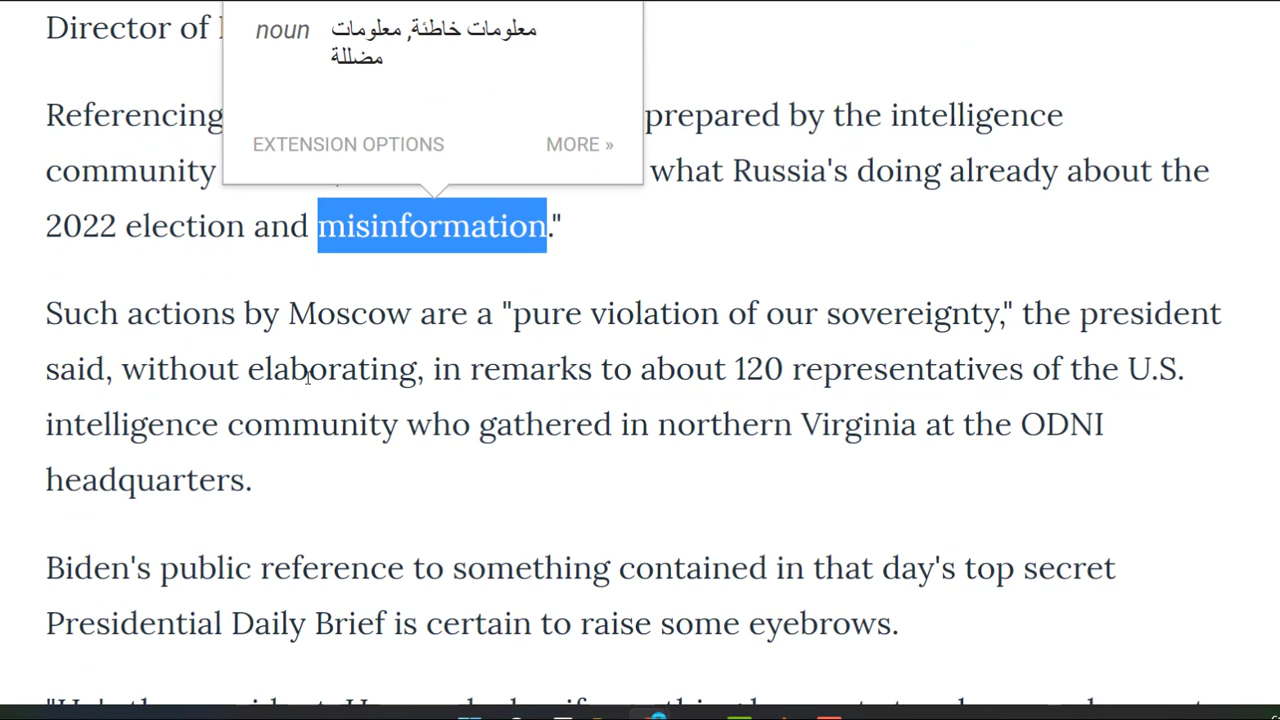 Director of
noun معلومات خاطئة, معلومات
مضللة
EXTENSION OPTIONS MORE »
Referencing prepared by the intelligence
community what Russia's doing already about the
2022 election and misinformation."
Such actions by Moscow are a "pure violation of our sovereignty," the president
said, without elaborating, in remarks to about 120 representatives of the U.S.
intelligence community who gathered in northern Virginia at the ODNI
headquarters.
Biden's public reference to something contained in that day's top secret
Presidential Daily Brief is certain to raise some eyebrows.